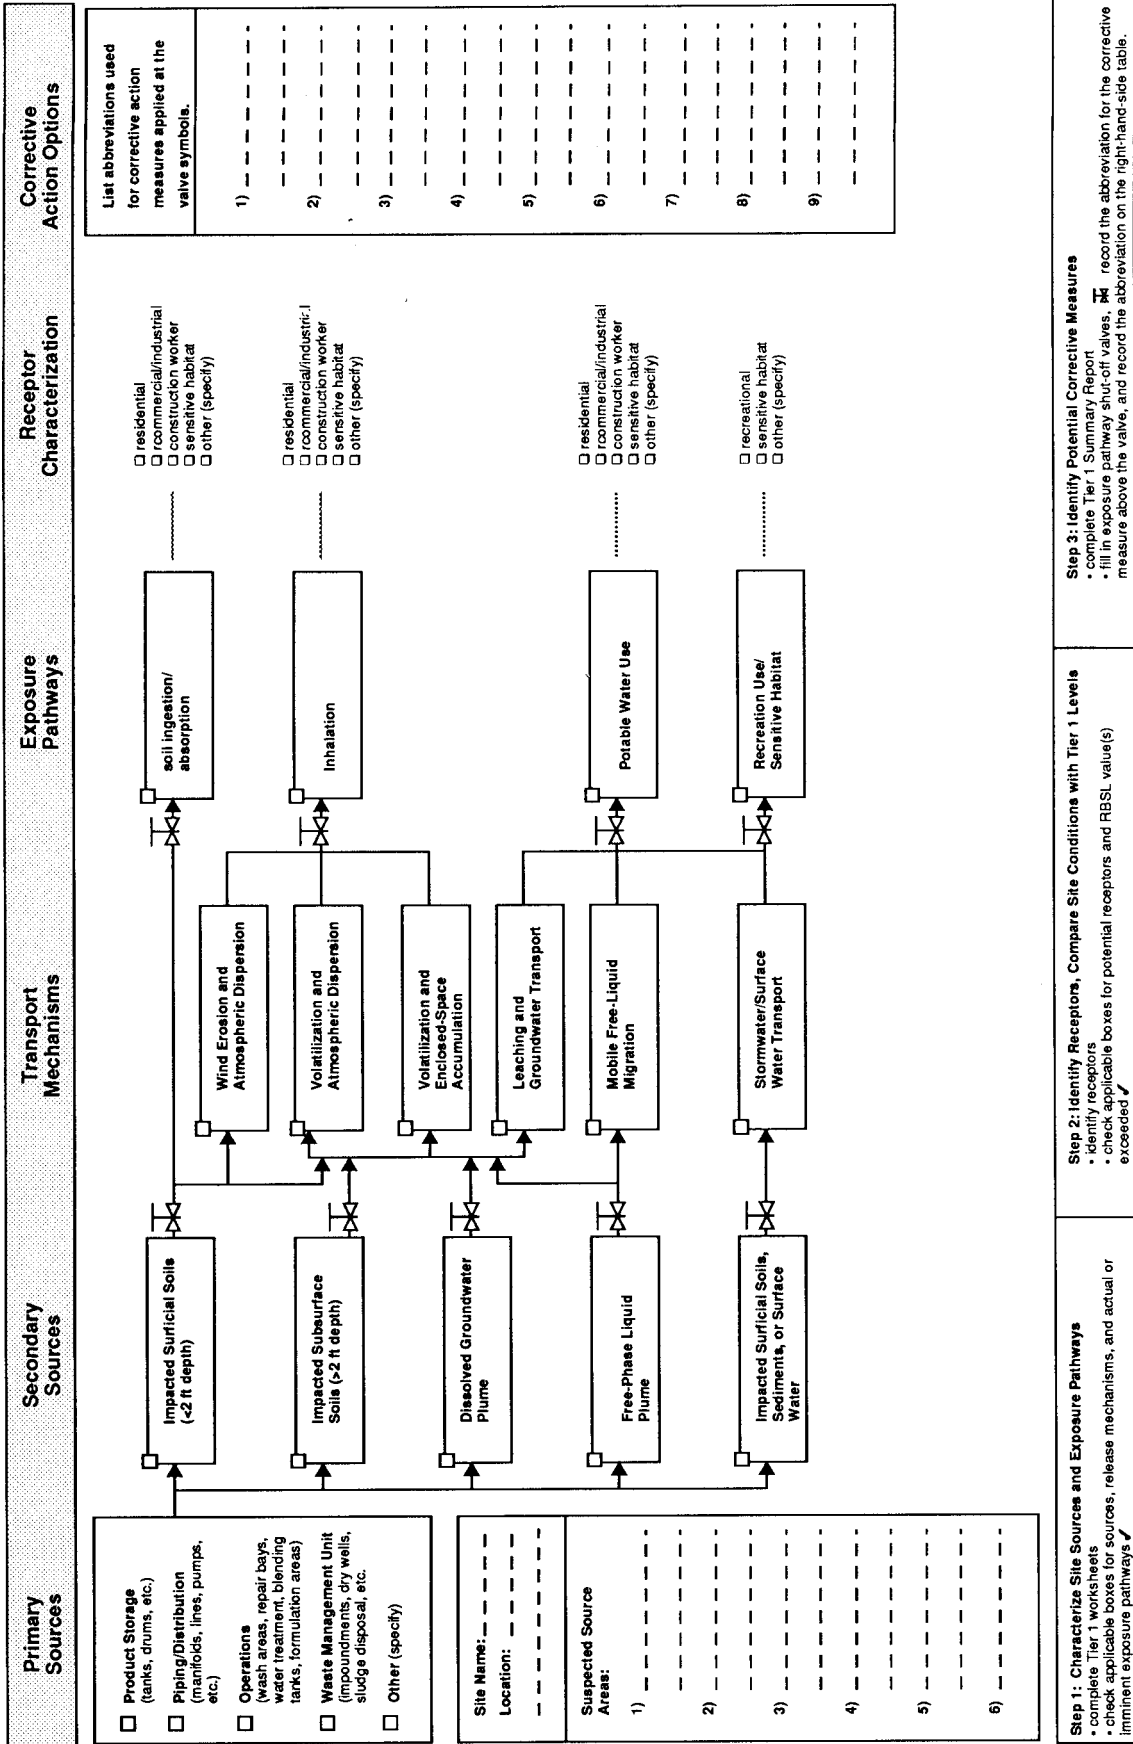 Primary
Sources
Secondary
Sources
Transport
Mechanisms
Exposure
Pathways
Receptor
Characterization
Corrective
Action Options
Product Storage
(tanks, drums, etc.)
Piping/Distribution
(manifolds, lines, pumps,
etc.)
Operations
(wash areas, repair bays,
water treatment, blending
tanks, formulation areas)
Waste Management Unit
(impoundments, dry wells,
sludge disposal, etc.
Other (specify)
Site Name:
Location:
Suspected Source
Areas:
1)
2)
3)
4)
5)
6)
Impacted Surficial Soils
(<2 ft depth)
Impacted Subsurface
Soils (>2 ft depth)
Dissolved Groundwater
Plume
Free-Phase Liquid
Plume
Impacted Surficial Soils,
Sediments, or Surface
Water
Wind Erosion and
Atmospheric Dispersion
Volatilization and
Atmospheric Dispersion
Volatilization and
Enclosed-Space
Accumulation
Leaching and
Groundwater Transport
Mobile Free-Liquid
Migration
Stormwater/Surface
Water Transport
soil ingestion/
absorption
Inhalation
Potable Water Use
Recreation Use/
Sensitive Habitat
residential
rcommercial/industrial
construction worker
sensitive habitat
other (specify)
residential
rcommercial/industrial
construction worker
sensitive habitat
other (specify)
residential
rcommercial/industrial
construction worker
sensitive habitat
other (specify)
recreational
sensitive habitat
other (specify)
List abbreviations used
for corrective action
measures applied at the
valve symbols.
1)
2)
3)
4)
5)
6)
7)
8)
9)
Step 1: Characterize Site Sources and Exposure Pathways
• complete Tier 1 worksheets
• check applicable boxes for sources, release mechanisms, and actual or
imminent exposure pathways ✓
Step 2: Identify Receptors, Compare Site Conditions with Tier 1 Levels
• identify receptors
• check applicable boxes for potential receptors and RBSL value(s)
exceeded ✓
Step 3: Identify Potential Corrective Measures
• complete Tier 1 Summary Report
• fill in exposure pathway shut-off valves, record the abbreviation for the corrective
measure above the valve, and record the abbreviation on the right-hand-side table.